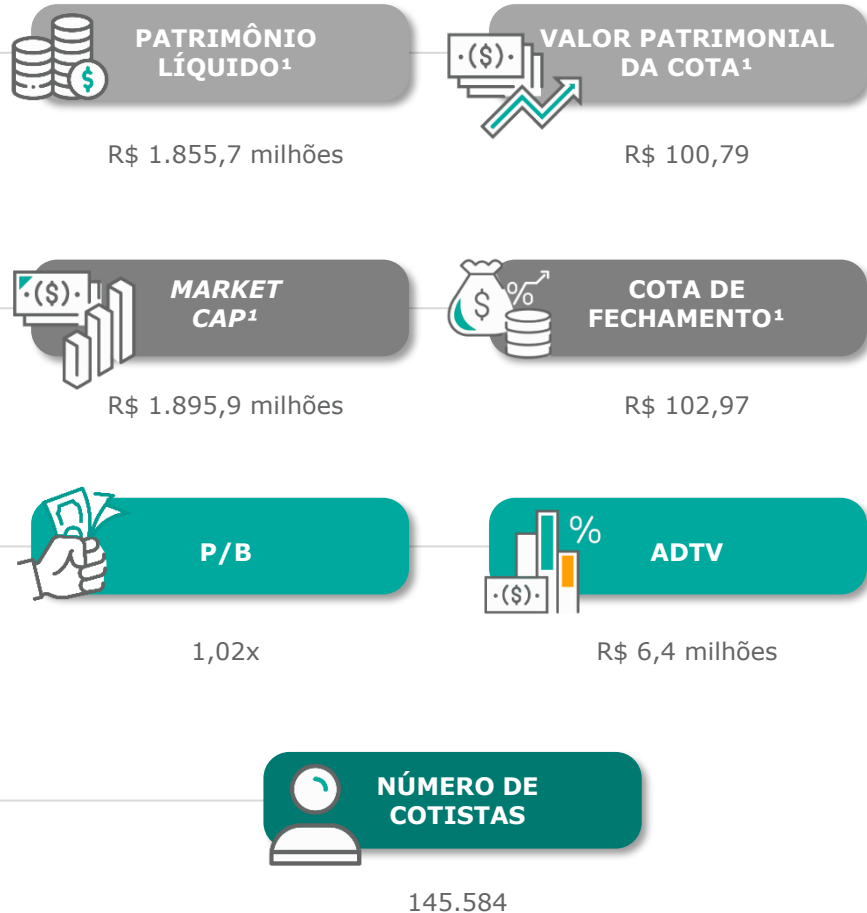 PATRIMÔNIO
LÍQUIDO¹
R$ 1.855,7 milhões
·($)·
VALOR PATRIMONIAL
DA COTA¹
R$ 100,79
$
·($)·
MARKET
CAP¹
R$ 1.895,9 milhões
$
%
COTA DE
FECHAMENTO¹
R$ 102,97
P/B
1,02x
%
·($)·
ADTV
R$ 6,4 milhões
NÚMERO DE
COTISTAS
145.584